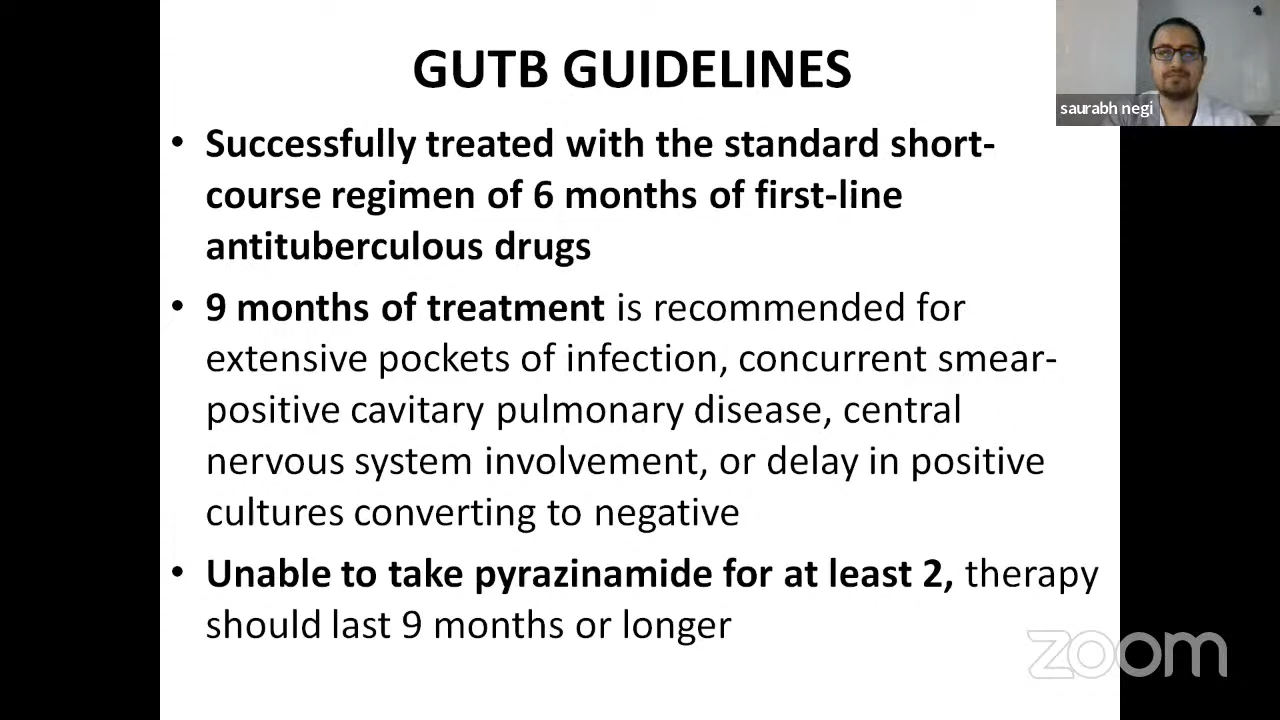 GUTB GUIDELINES
saurabh negi
• Successfully treated with the standard short-
course regimen of 6 months of first-line
antituberculous drugs
• 9 months of treatment is recommended for
extensive pockets of infection, concurrent smear-
positive cavitary pulmonary disease, central
nervous system involvement, or delay in positive
cultures converting to negative
• Unable to take pyrazinamide for at least 2, therapy
should last 9 months or longer
zoom